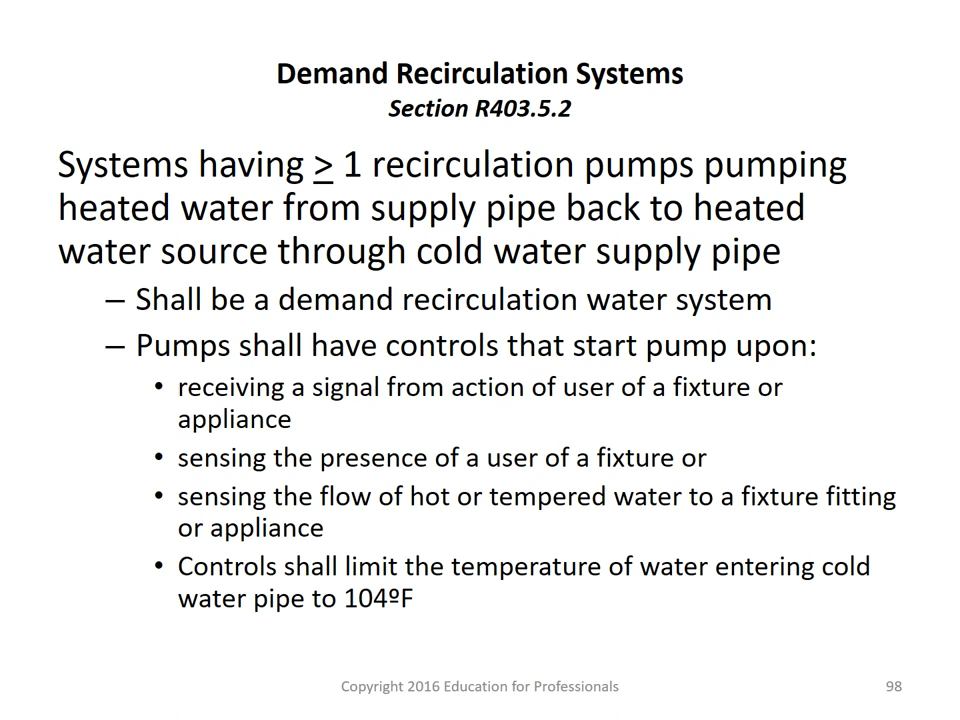 Demand Recirculation Systems
Section R403.5.2
Systems having ≥ 1 recirculation pumps pumping
heated water from supply pipe back to heated
water source through cold water supply pipe
– Shall be a demand recirculation water system
– Pumps shall have controls that start pump upon:
• receiving a signal from action of user of a fixture or
appliance
• sensing the presence of a user of a fixture or
• sensing the flow of hot or tempered water to a fixture fitting
or appliance
• Controls shall limit the temperature of water entering cold
water pipe to 104ºF
Copyright 2016 Education for Professionals
98